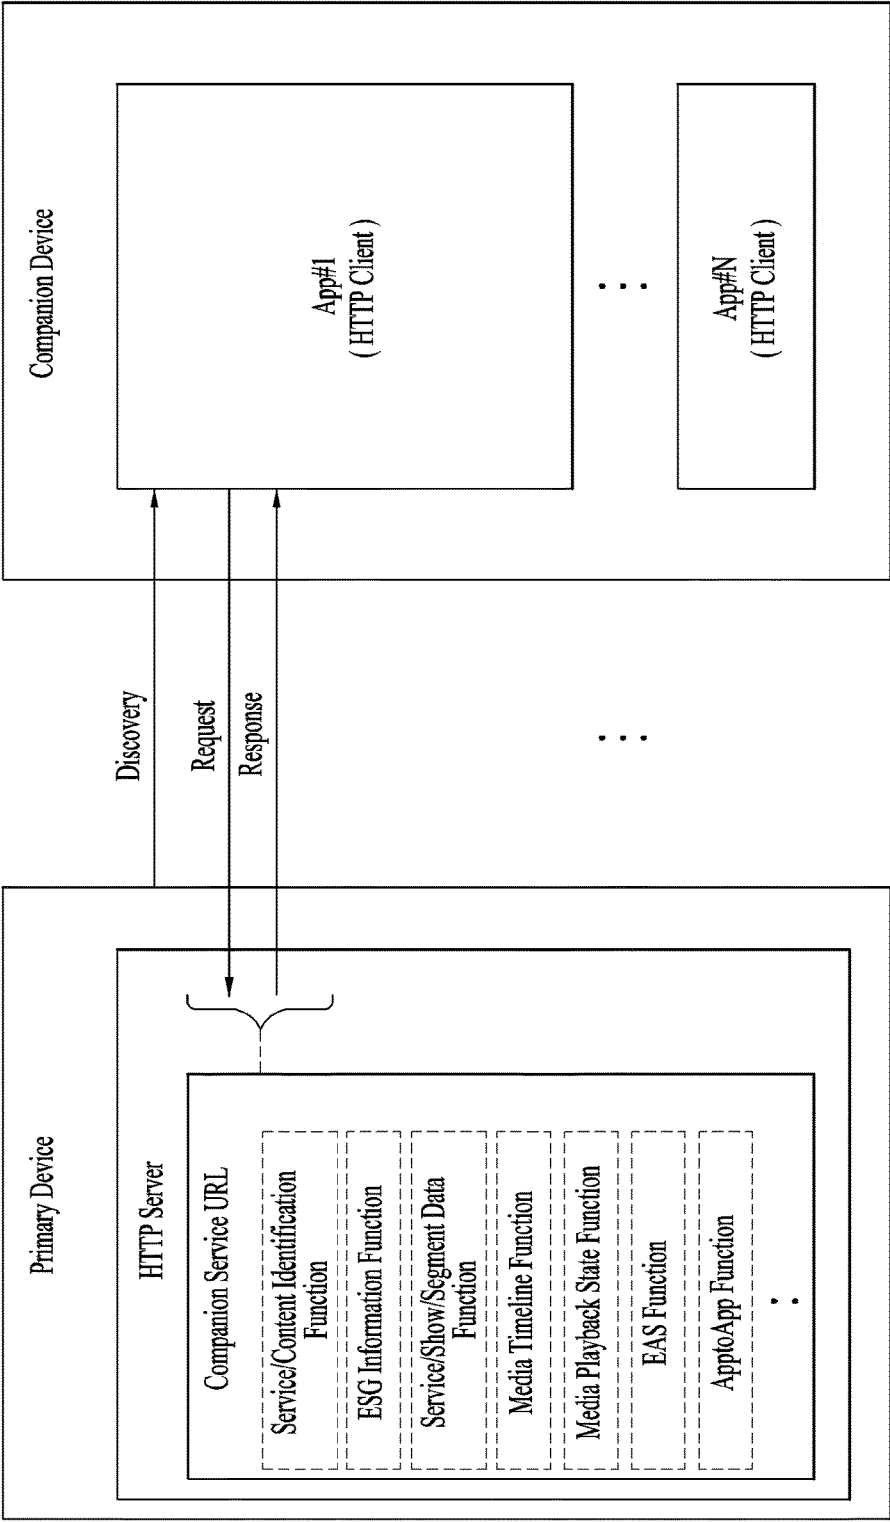 Primary Device
HTTP Server
Companion Service URL
Service/Content Identification
Function
ESG Information Function
Service/Show/Segment Data
Function
Media Timeline Function
Media Playback State Function
EAS Function
ApptoApp Function
Discovery
Request
Response
Companion Device
App#1
( HTTP Client )
App#N
( HTTP Client )